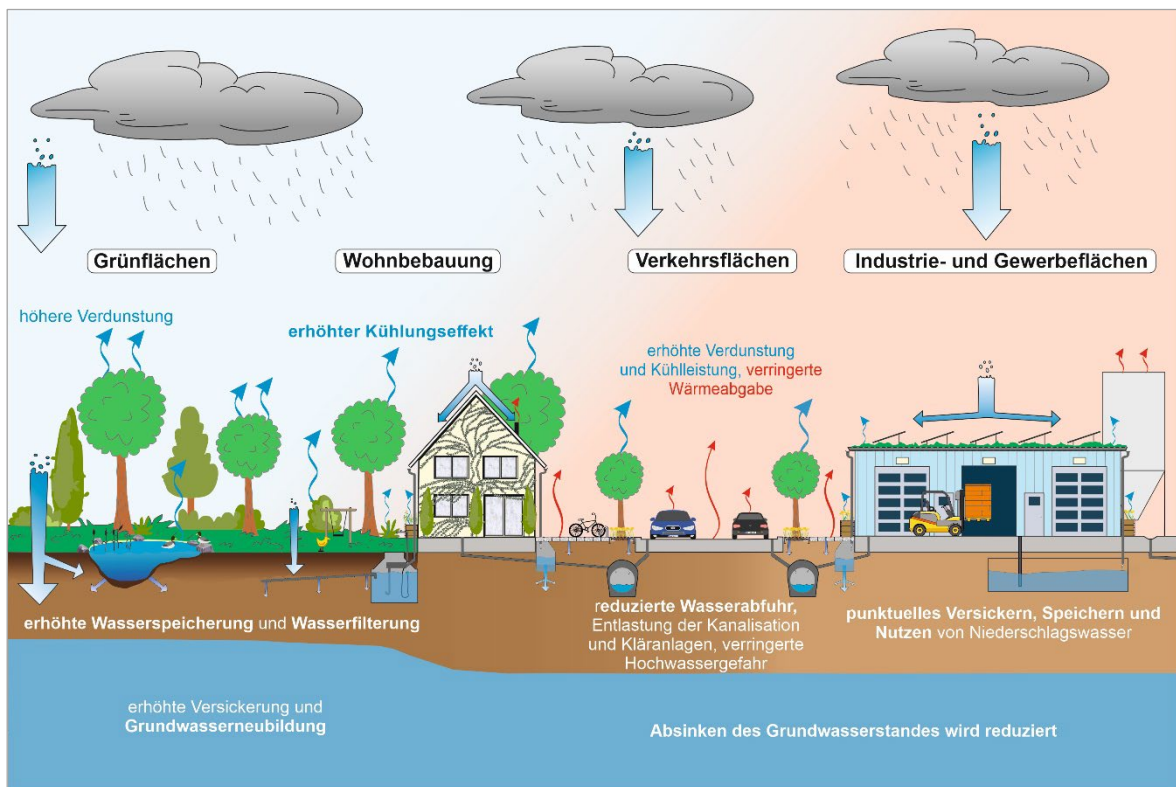 Grünflächen
Wohnbebauung
Verkehrsflächen
Industrie- und Gewerbeflächen
höhere Verdunstung
erhöhter Kühlungseffekt
erhöhte Verdunstung
und Kühlleistung, verringerte
Wärmeabgabe
erhöhte Wasserspeicherung und Wasserfilterung
reduzierte Wasserabfuhr,
Entlastung der Kanalisation
und Kläranlagen, verringerte
Hochwassergefahr
punktuelles Versickern, Speichern und
Nutzen von Niederschlagswasser
erhöhte Versickerung und
Grundwasserneubildung
Absinken des Grundwasserstandes wird reduziert